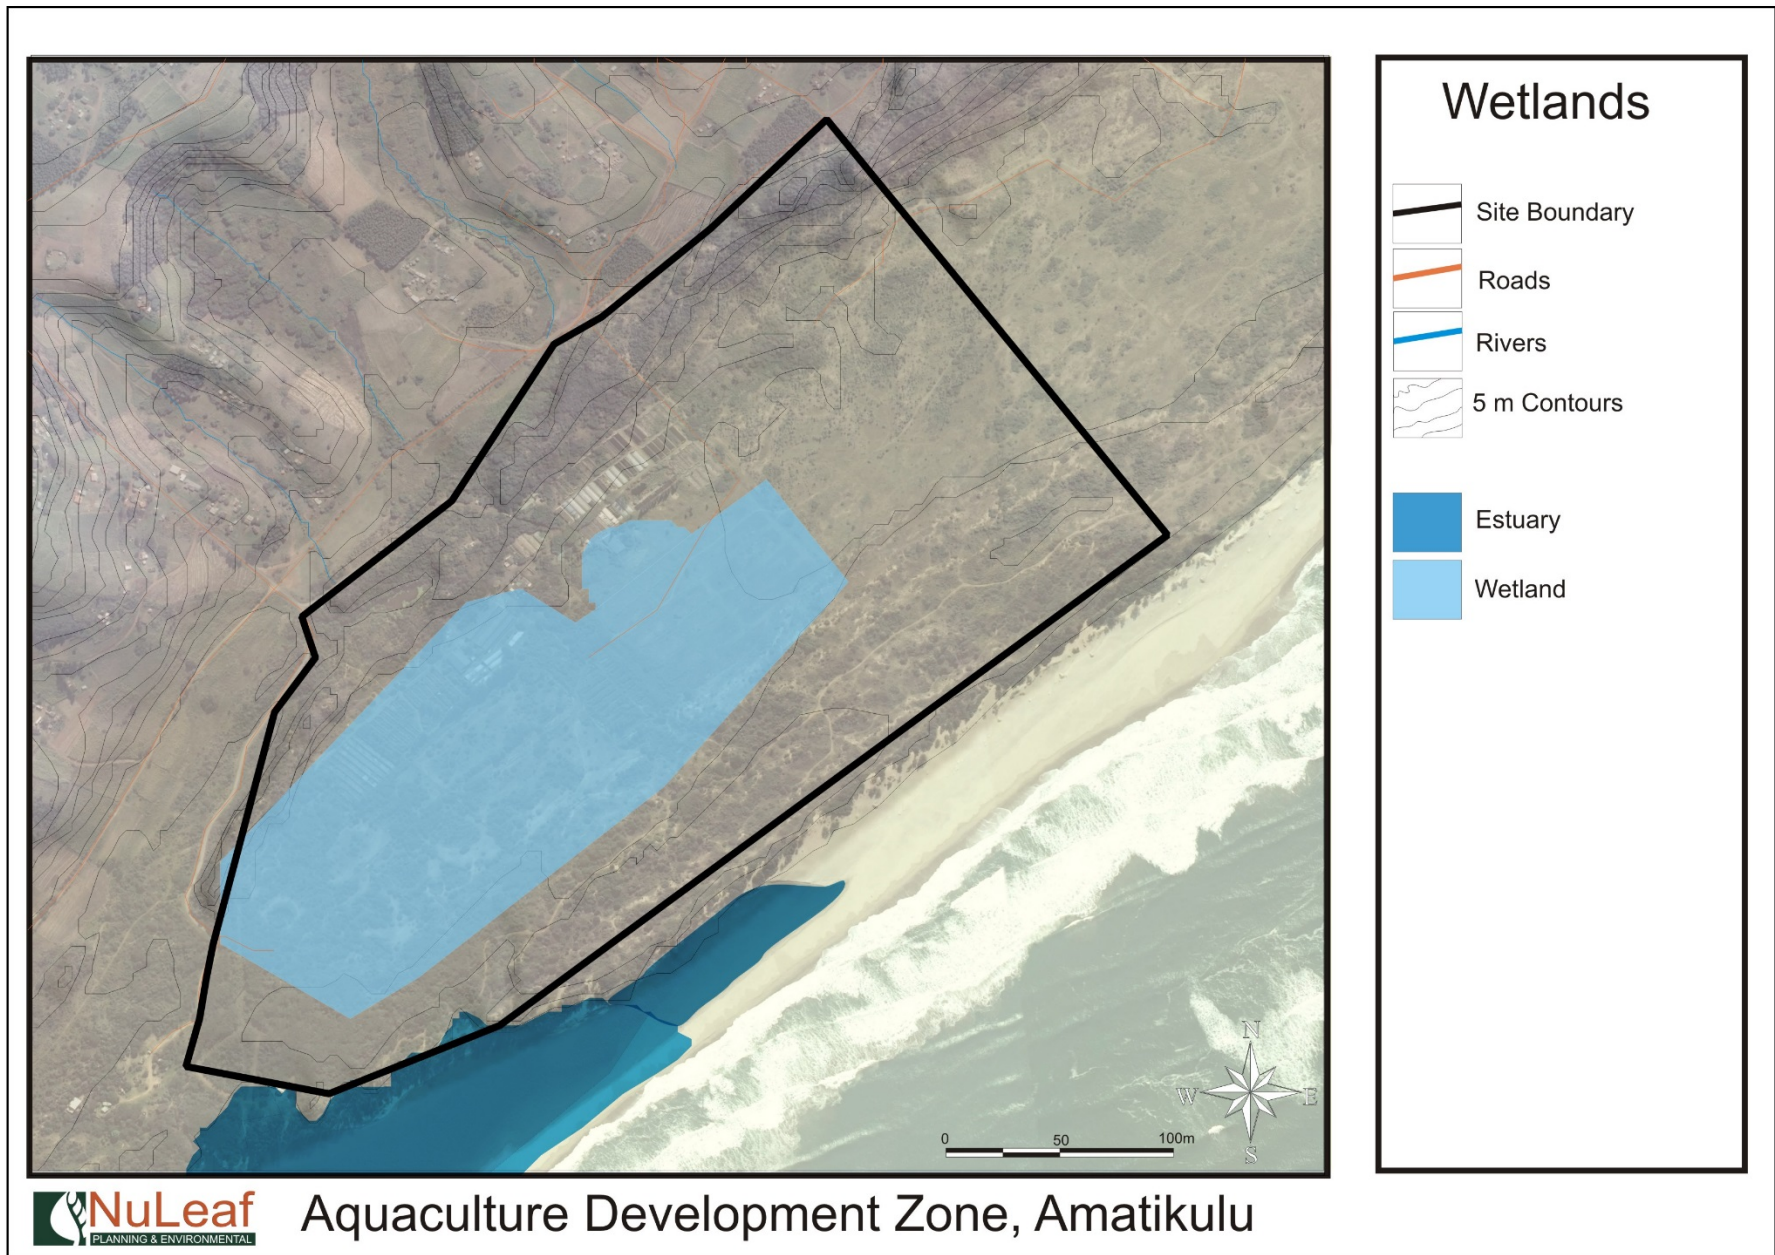 Wetlands
Site Boundary
Roads
Rivers
5 m Contours
Estuary
Wetland
N
W E
S
0 50 100m
NuLeaf
PLANNING & ENVIRONMENTAL
Aquaculture Development Zone, Amatikulu